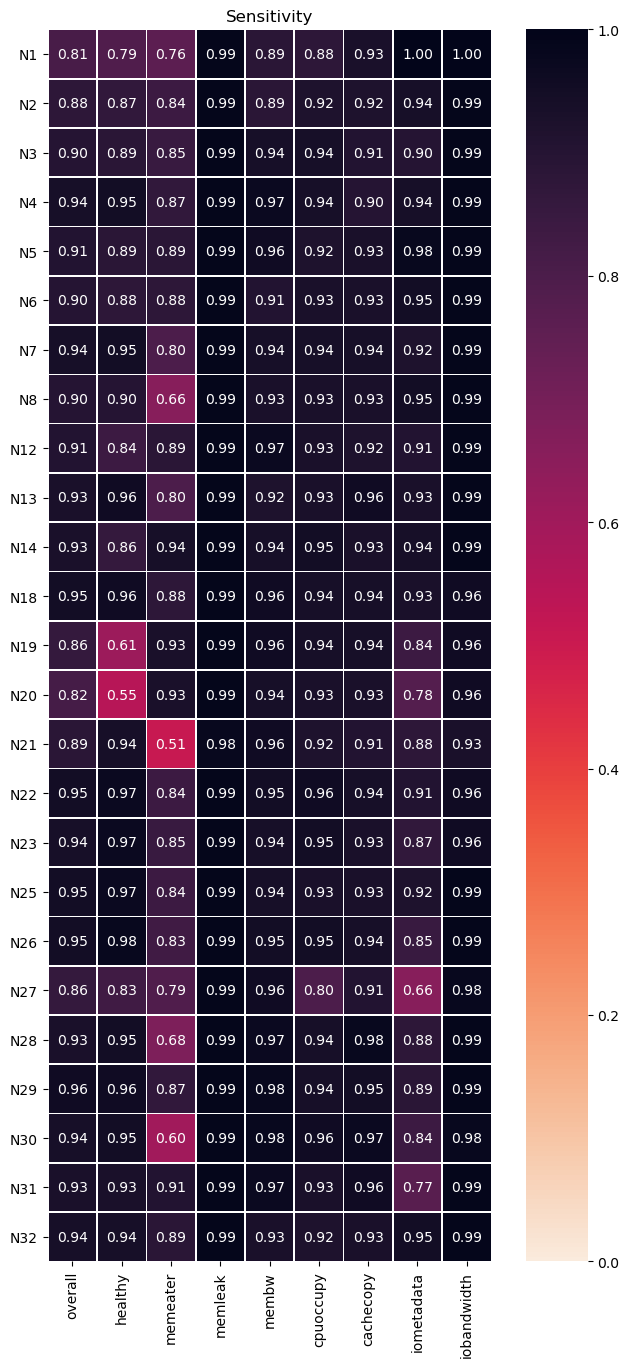 Sensitivity
N1 0.81 0.79 0.76 0.99 0.89 0.88 0.93 1.00 1.00
N2 0.88 0.87 0.84 0.99 0.89 0.92 0.92 0.94 0.99
N3 0.90 0.89 0.85 0.99 0.94 0.94 0.91 0.90 0.99
N4 0.94 0.95 0.87 0.99 0.97 0.94 0.90 0.94 0.99
N5 0.91 0.89 0.89 0.99 0.96 0.92 0.93 0.98 0.99
N6 0.90 0.88 0.88 0.99 0.91 0.93 0.93 0.95 0.99
N7 0.94 0.95 0.80 0.99 0.94 0.94 0.94 0.92 0.99
N8 0.90 0.90 0.66 0.99 0.93 0.93 0.93 0.95 0.99
N12 0.91 0.84 0.89 0.99 0.97 0.93 0.92 0.91 0.99
N13 0.93 0.96 0.80 0.99 0.92 0.93 0.96 0.93 0.99
N14 0.93 0.86 0.94 0.99 0.94 0.95 0.93 0.94 0.99
N18 0.95 0.96 0.88 0.99 0.96 0.94 0.94 0.93 0.96
N19 0.86 0.61 0.93 0.99 0.96 0.94 0.94 0.84 0.96
N20 0.82 0.55 0.93 0.99 0.94 0.93 0.93 0.78 0.96
N21 0.89 0.94 0.51 0.98 0.96 0.92 0.91 0.88 0.93
N22 0.95 0.97 0.84 0.99 0.95 0.96 0.94 0.91 0.96
N23 0.94 0.97 0.85 0.99 0.94 0.95 0.93 0.87 0.96
N25 0.95 0.97 0.84 0.99 0.94 0.93 0.93 0.92 0.99
N26 0.95 0.98 0.83 0.99 0.95 0.95 0.94 0.85 0.99
N27 0.86 0.83 0.79 0.99 0.96 0.80 0.91 0.66 0.98
N28 0.93 0.95 0.68 0.99 0.97 0.94 0.98 0.88 0.99
N29 0.96 0.96 0.87 0.99 0.98 0.94 0.95 0.89 0.99
N30 0.94 0.95 0.60 0.99 0.98 0.96 0.97 0.84 0.98
N31 0.93 0.93 0.91 0.99 0.97 0.93 0.96 0.77 0.99
N32 0.94 0.94 0.89 0.99 0.93 0.92 0.93 0.95 0.99
overall healthy memeater memleak membw cpuoccupy cachecopy iometadata iobandwidth
1.0
0.8
0.6
0.4
0.2
0.0